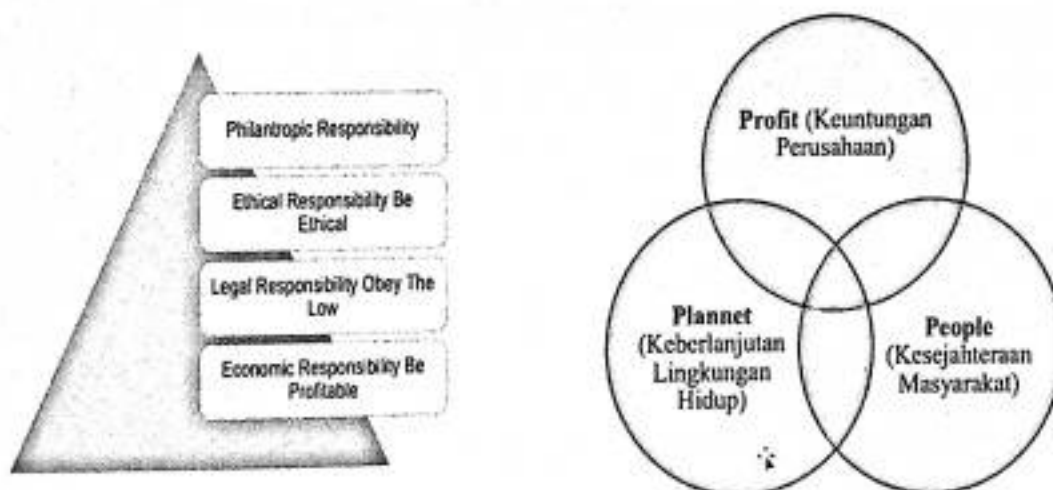 Philantropic Responsibility
Ethical Responsibility Be
Ethical
Legal Responsibility Obey The
Low
Economic Responsibility Be
Profitable
Profit (Keuntungan
Perusahaan)
Plannet
(Keberlanjutan
Lingkungan
Hidup)
People
(Kesejahteraan
Masyarakat)